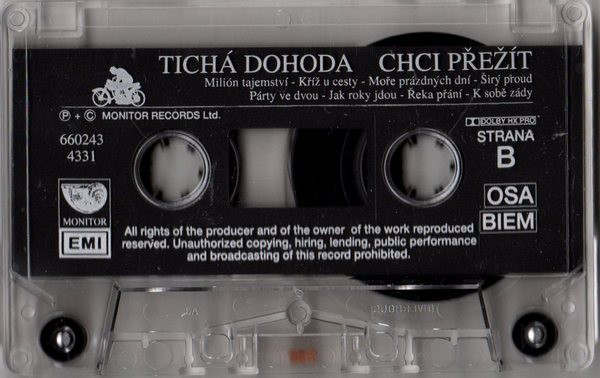 TICHÁ DOHODA CHCI PŘEŽÍT
Milión tajemství - Kříž u cesty - Moře prázdných dní - Širý proud
Párty ve dvou - Jak roky jdou - Řeka přání - K sobě zády
Ⓟ + © MONITOR RECORDS Ltd.
660243
4331
DOLBY HX PRO
STRANA
B
MONITOR
EMI
OSA
BIEM
All rights of the producer and of the owner of the work reproduced
reserved. Unauthorized copying, hiring, lending, public performance
and broadcasting of this record prohibited.